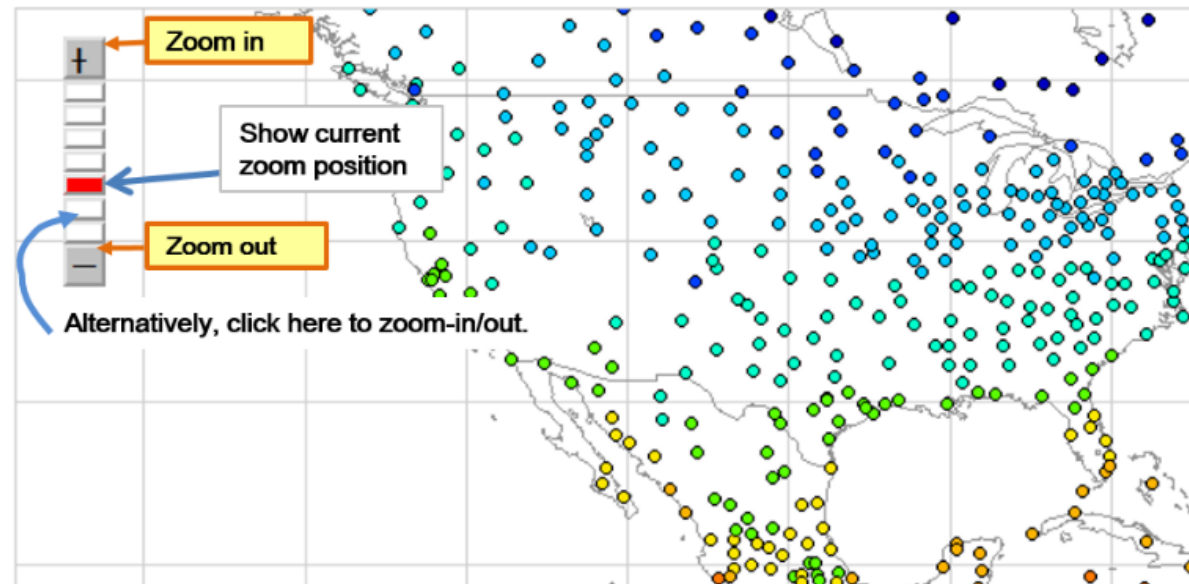 Zoom in
+
Show current
zoom position
Zoom out
—
Alternatively, click here to zoom-in/out.